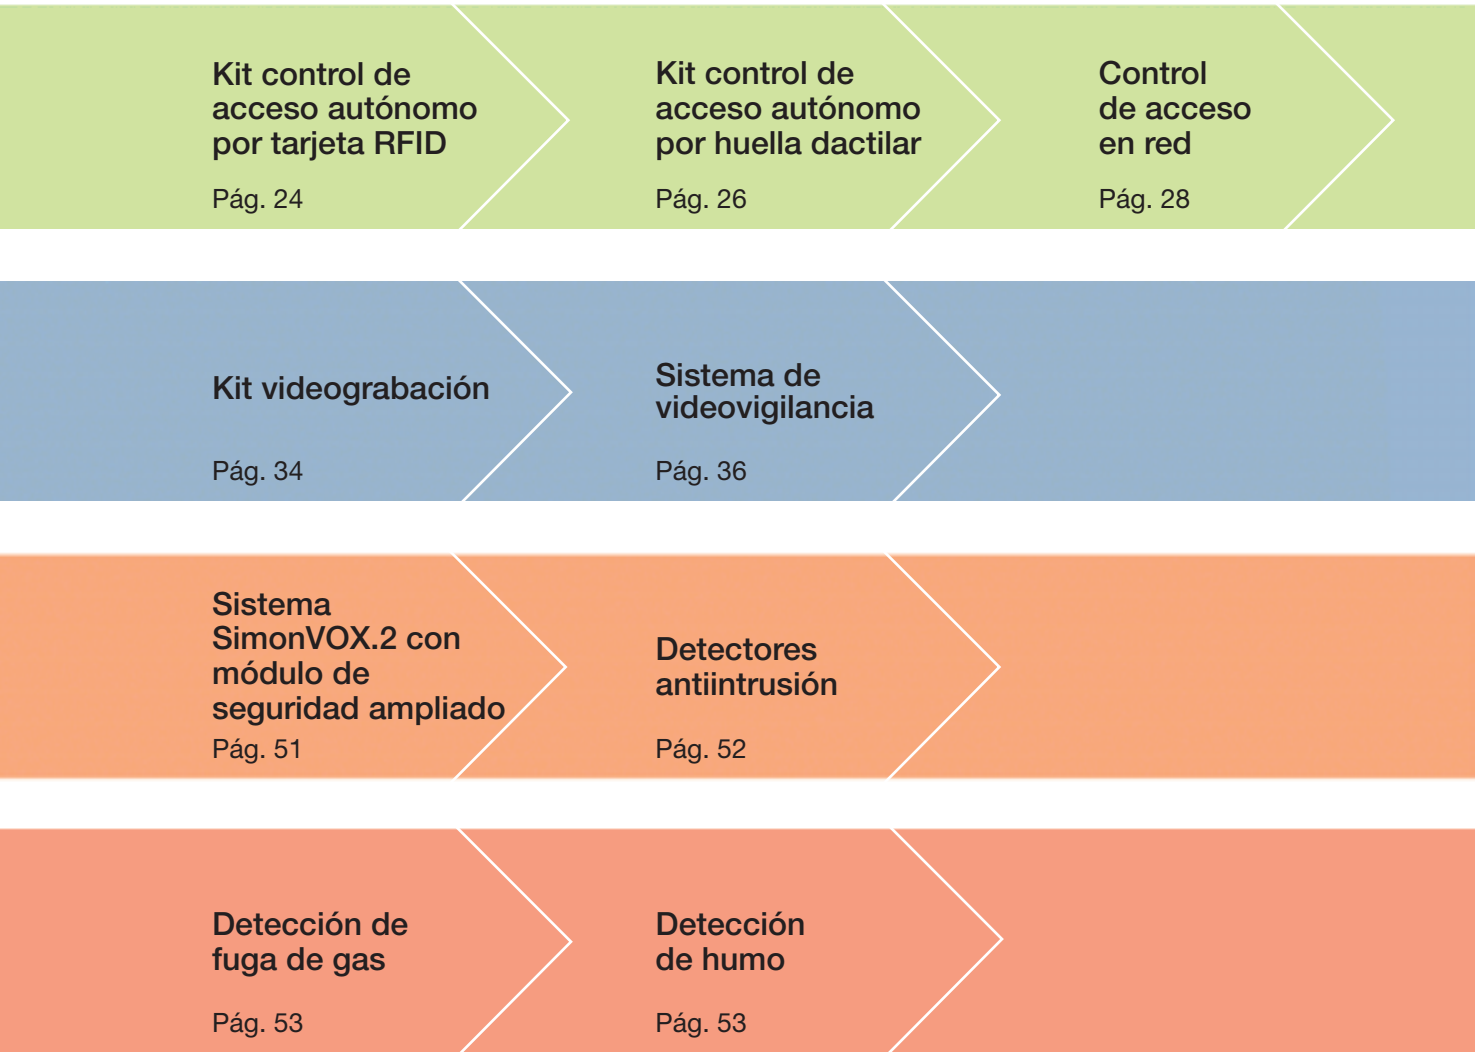 Kit control de
acceso autónomo
por tarjeta RFID
Pág. 24
Kit control de
acceso autónomo
por huella dactilar
Pág. 26
Control
de acceso
en red
Pág. 28
Kit videograbación
Pág. 34
Sistema de
videovigilancia
Pág. 36
Sistema
SimonVOX.2 con
módulo de
seguridad ampliado
Pág. 51
Detectores
antiintrusión
Pág. 52
Detección de
fuga de gas
Pág. 53
Detección
de humo
Pág. 53